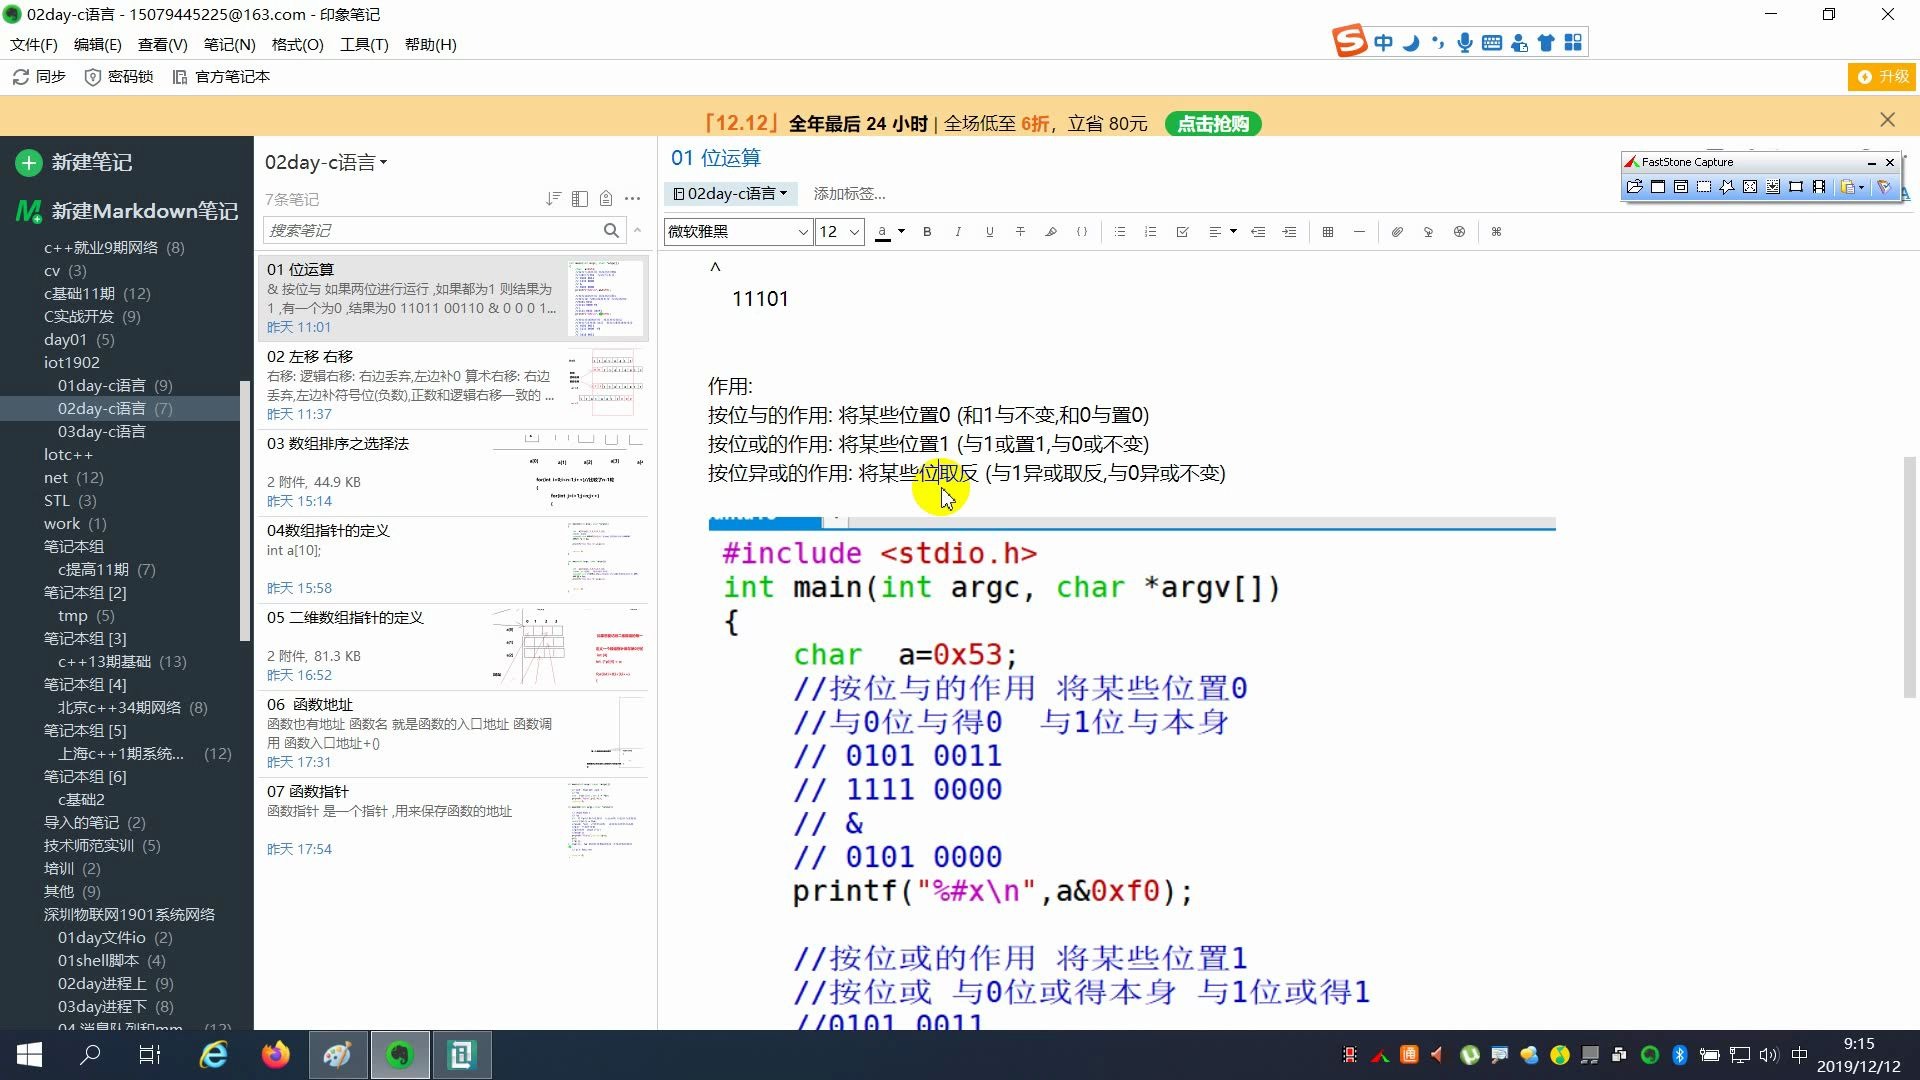 02day-c语言 - 15079445225@163.com - 印象笔记
文件(F) 编辑(E) 查看(V) 笔记(N) 格式(O) 工具(T) 帮助(H)
中
同步 密码锁 官方笔记本
升级
「12.12」全年最后 24 小时 | 全场低至 6折，立省 80元 点击抢购
新建笔记
新建Markdown笔记
c++就业9期网络 (8)
cv (3)
c基础11期 (12)
C实战开发 (9)
day01 (5)
iot1902
01day-c语言 (9)
02day-c语言 (7)
03day-c语言
lotc++
net (12)
STL (3)
work (1)
笔记本组
c提高11期 (7)
笔记本组 [2]
tmp (5)
笔记本组 [3]
c++13期基础 (13)
笔记本组 [4]
北京c++34期网络 (8)
笔记本组 [5]
上海c++1期系统... (12)
笔记本组 [6]
c基础2
导入的笔记 (2)
技术师范实训 (5)
培训 (2)
其他 (9)
深圳物联网1901系统网络
01day文件io (2)
01shell脚本 (4)
02day进程上 (9)
03day进程下 (8)
02day-c语言
7条笔记
搜索笔记
01 位运算
& 按位与 如果两位进行运行 ,如果都为1 则结果为
1 ,有一个为0 ,结果为0 11011 00110 & 0 0 0 1...
昨天 11:01
02 左移 右移
右移: 逻辑右移: 右边丢弃,左边补0 算术右移: 右边
丢弃,左边补符号位(负数),正数和逻辑右移一致的 ...
昨天 11:37
03 数组排序之选择法
2 附件, 44.9 KB
昨天 15:14
04数组指针的定义
int a[10];
昨天 15:58
05 二维数组指针的定义
2 附件, 81.3 KB
昨天 16:52
06 函数地址
函数也有地址 函数名 就是函数的入口地址 函数调
用 函数入口地址+()
昨天 17:31
07 函数指针
函数指针 是一个指针 ,用来保存函数的地址
昨天 17:54
01 位运算
FastStone Capture
02day-c语言 添加标签...
微软雅黑 12
^
11101
作用:
按位与的作用: 将某些位置0 (和1与不变,和0与置0)
按位或的作用: 将某些位置1 (与1或置1,与0或不变)
按位异或的作用: 将某些位取反 (与1异或取反,与0异或不变)
#include <stdio.h>
int main(int argc, char *argv[])
{
char a=0x53;
//按位与的作用 将某些位置0
//与0位与得0 与1位与本身
// 0101 0011
// 1111 0000
// &
// 0101 0000
printf("%#x\n",a&0xf0);
//按位或的作用 将某些位置1
//按位或 与0位或得本身 与1位或得1
//0101 0011
中
9:15
2019/12/12